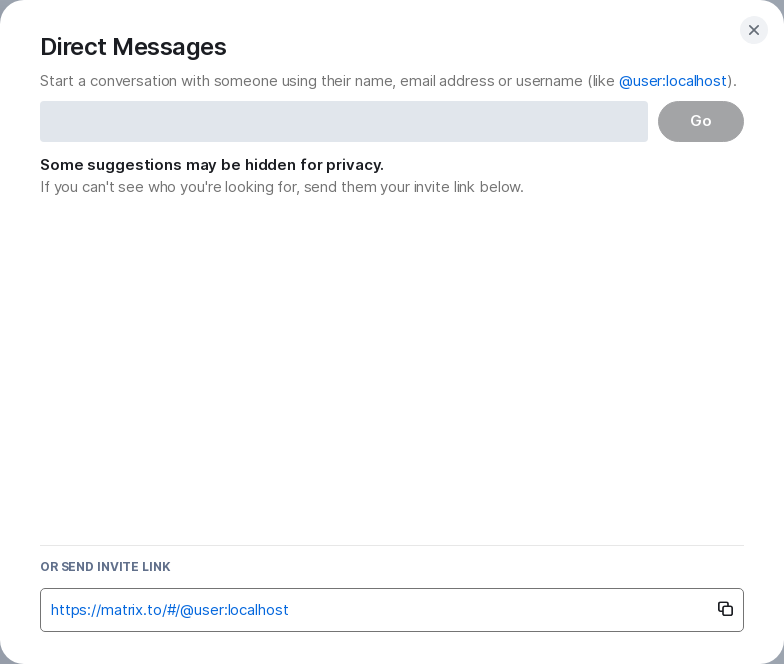 Direct Messages
Start a conversation with someone using their name, email address or username (like @user:localhost).
Go
Some suggestions may be hidden for privacy.
If you can't see who you're looking for, send them your invite link below.
OR SEND INVITE LINK
https://matrix.to/#/@user:localhost